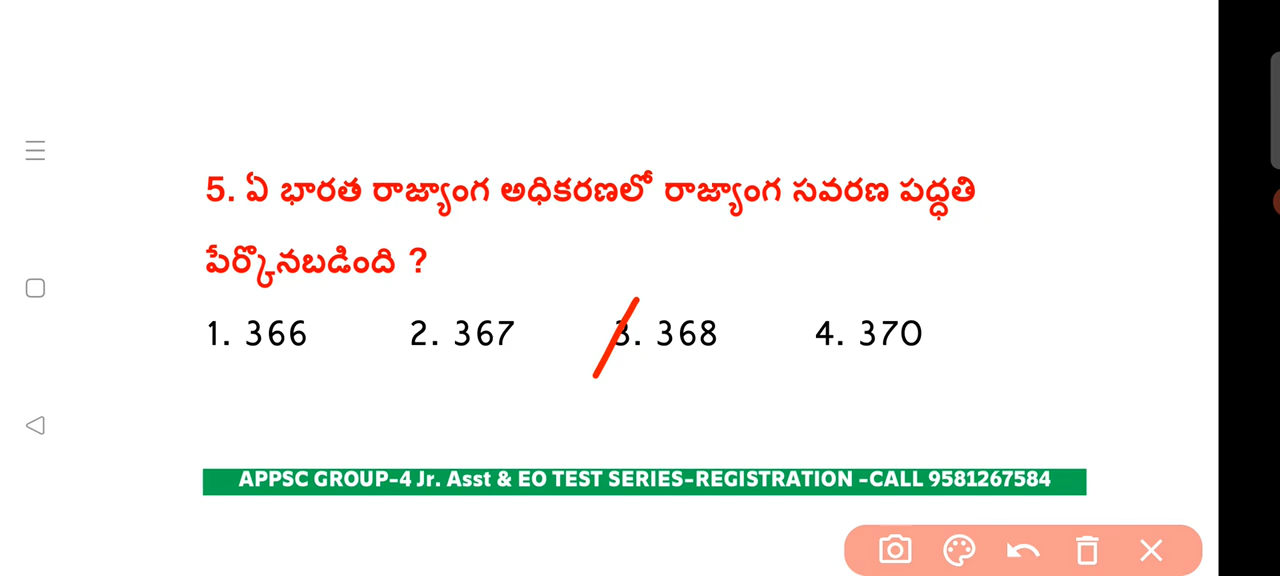 5. ఏ భారత రాజ్యాంగ అధికరణలో రాజ్యాంగ సవరణ పద్ధతి
పేర్కొనబడింది ?
1. 366 2. 367 3. 368 4. 370
APPSC GROUP-4 Jr. Asst & EO TEST SERIES-REGISTRATION -CALL 9581267584